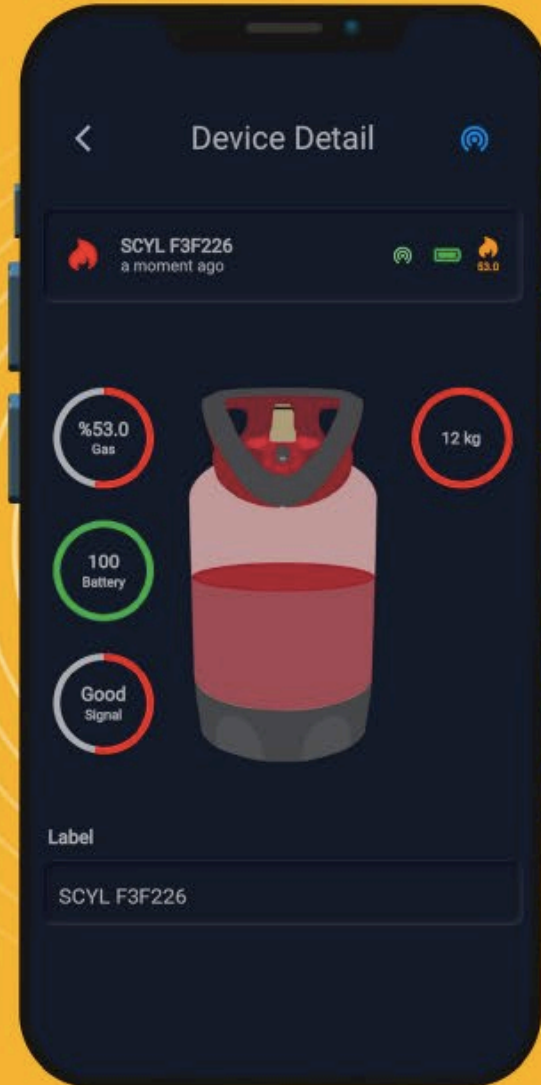 Device Detail
SCYL F3F226
a moment ago
53.0
%53.0
Gas
12 kg
100
Battery
Good
Signal
Label
SCYL F3F226